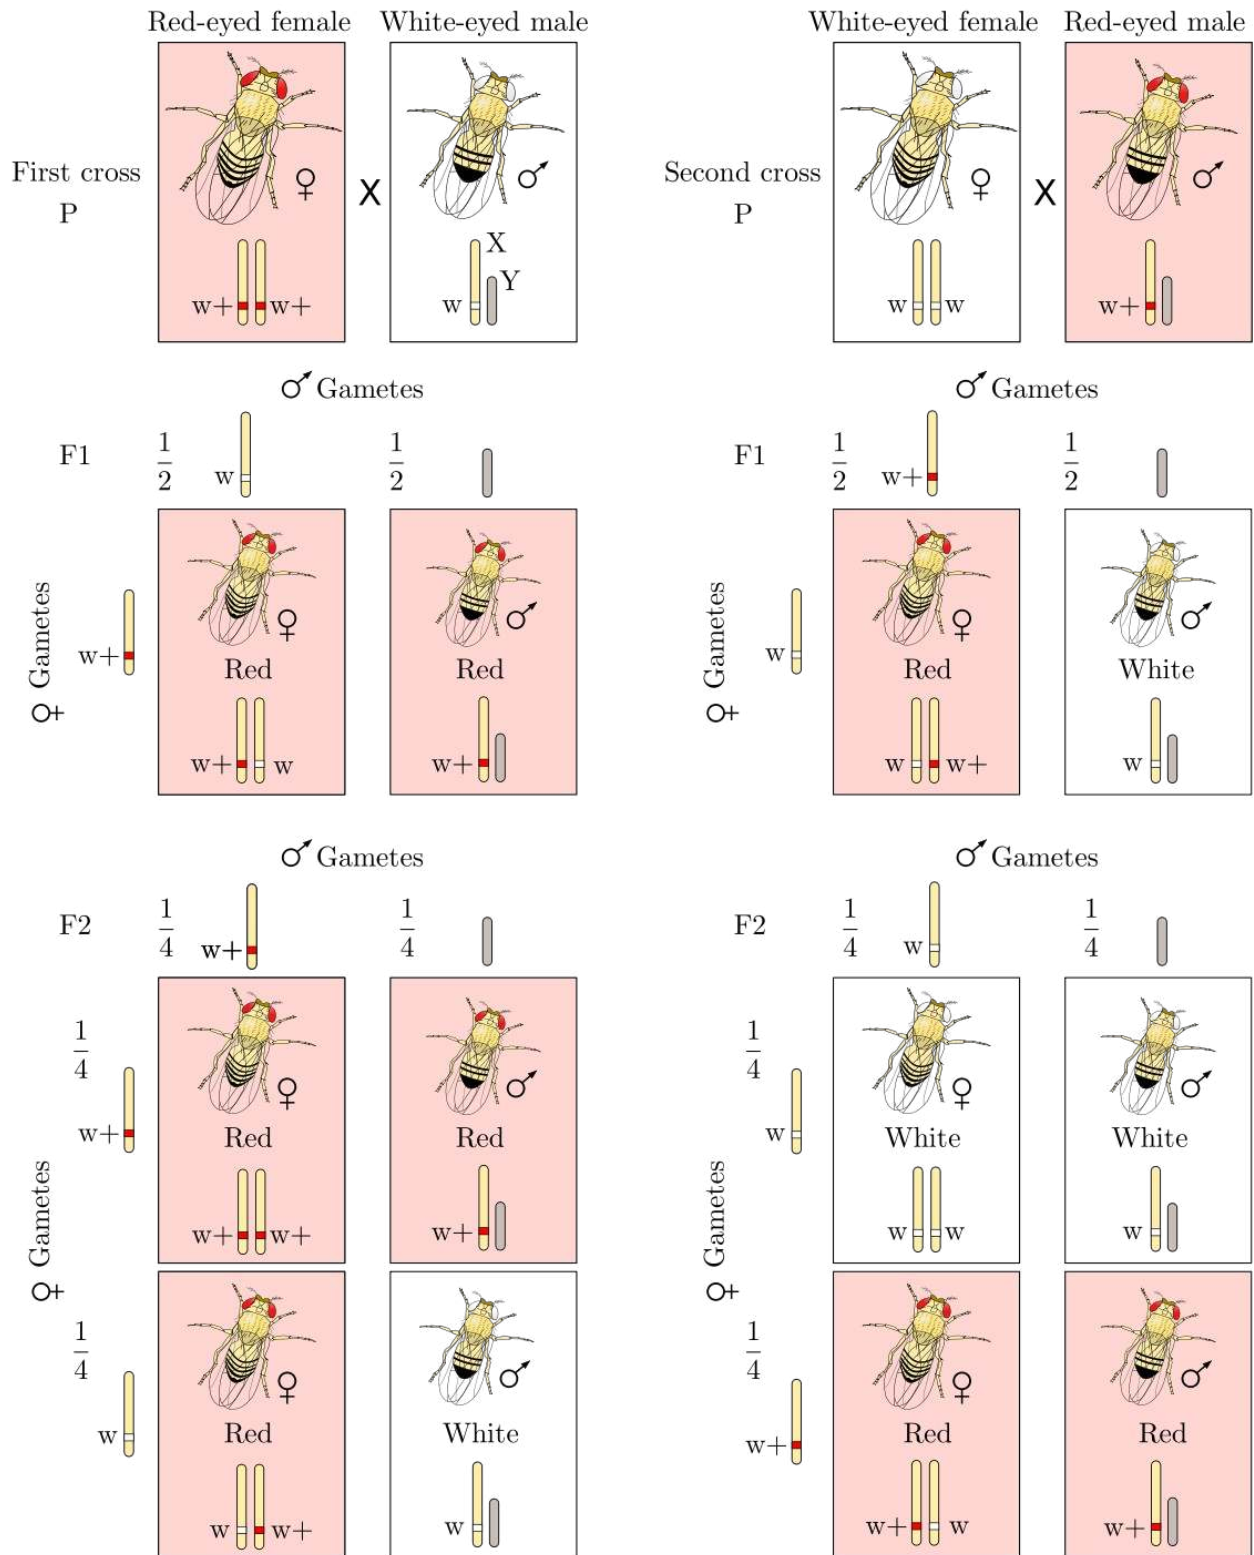 Red-eyed female White-eyed male
First cross
P
X
♀ ♂
X
Y
w+ w+ w
♂ Gametes
F1
1/2 w 1/2
♀ Gametes
w+
♀ ♂
Red Red
w+ w w+
♂ Gametes
F2
1/4 w+ 1/4
♀ Gametes
1/4
w+
♀ ♂
Red Red
w+ w+ w+
1/4
w
♀ ♂
Red White
w w+ w
White-eyed female Red-eyed male
Second cross
P
X
♀ ♂
w w w+
♂ Gametes
F1
1/2 w+ 1/2
♀ Gametes
w
♀ ♂
Red White
w w+ w
♂ Gametes
F2
1/4 w 1/4
♀ Gametes
1/4
w
♀ ♂
White White
w w w
1/4
w+
♀ ♂
Red Red
w+ w w+